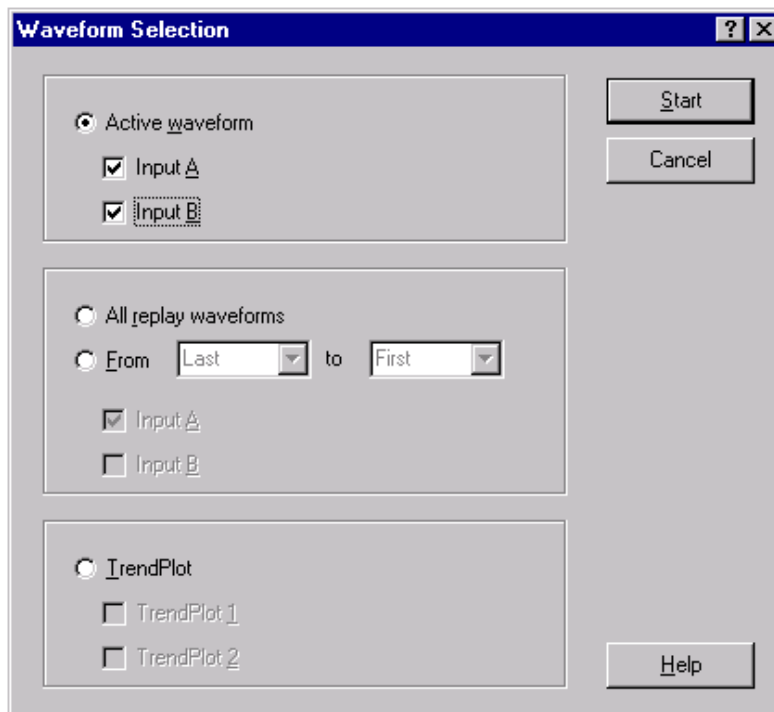 Waveform Selection
Active waveform
Input A
Input B
All replay waveforms
From Last to First
Input A
Input B
TrendPlot
TrendPlot 1
TrendPlot 2
Start
Cancel
Help